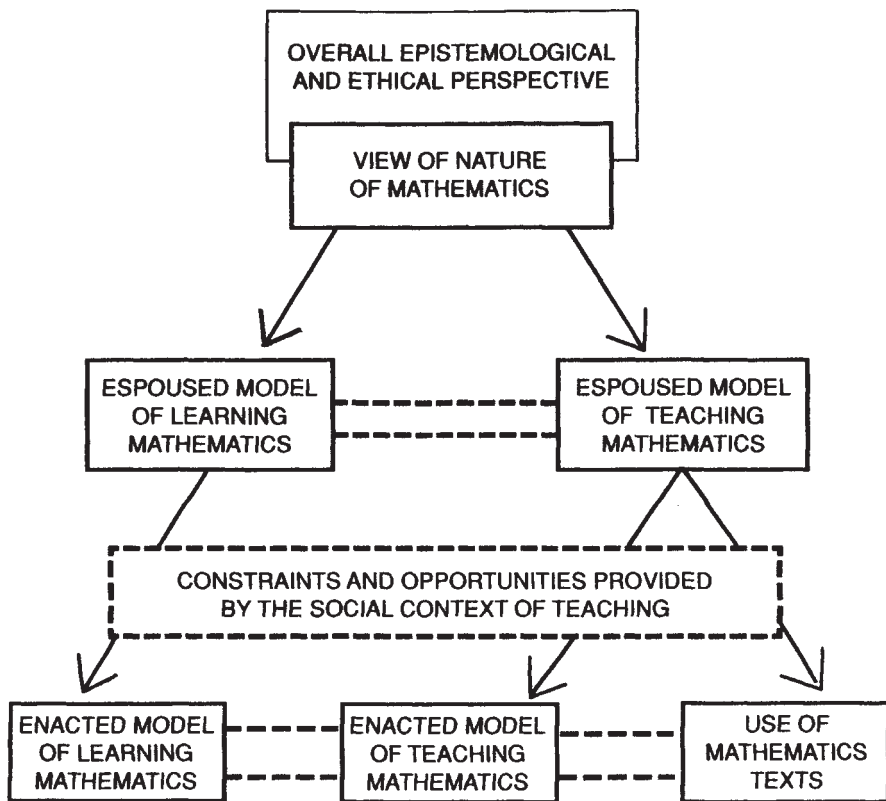 OVERALL EPISTEMOLOGICAL
AND ETHICAL PERSPECTIVE
VIEW OF NATURE
OF MATHEMATICS
ESPOUSED MODEL
OF LEARNING
MATHEMATICS
ESPOUSED MODEL
OF TEACHING
MATHEMATICS
CONSTRAINTS AND OPPORTUNITIES PROVIDED
BY THE SOCIAL CONTEXT OF TEACHING
ENACTED MODEL
OF LEARNING
MATHEMATICS
ENACTED MODEL
OF TEACHING
MATHEMATICS
USE OF
MATHEMATICS
TEXTS